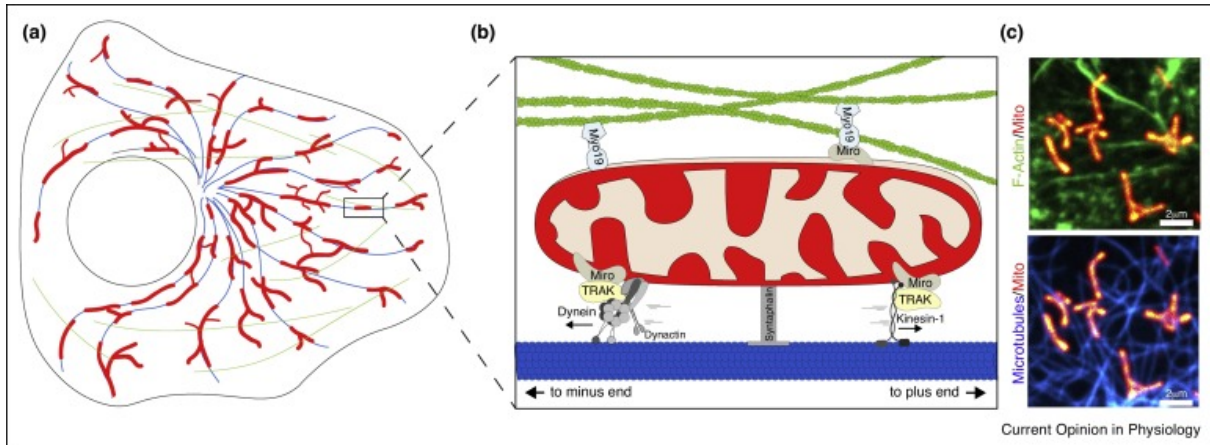 (a)
(b)
(c)
Myo19
Myo19
Miro
Miro
TRAK
Dynein
Dynactin
Syntaphalin
Miro
TRAK
Kinesin-1
to minus end
to plus end
F-Actin/Mito
2μm
Microtubules/Mito
2μm
Current Opinion in Physiology